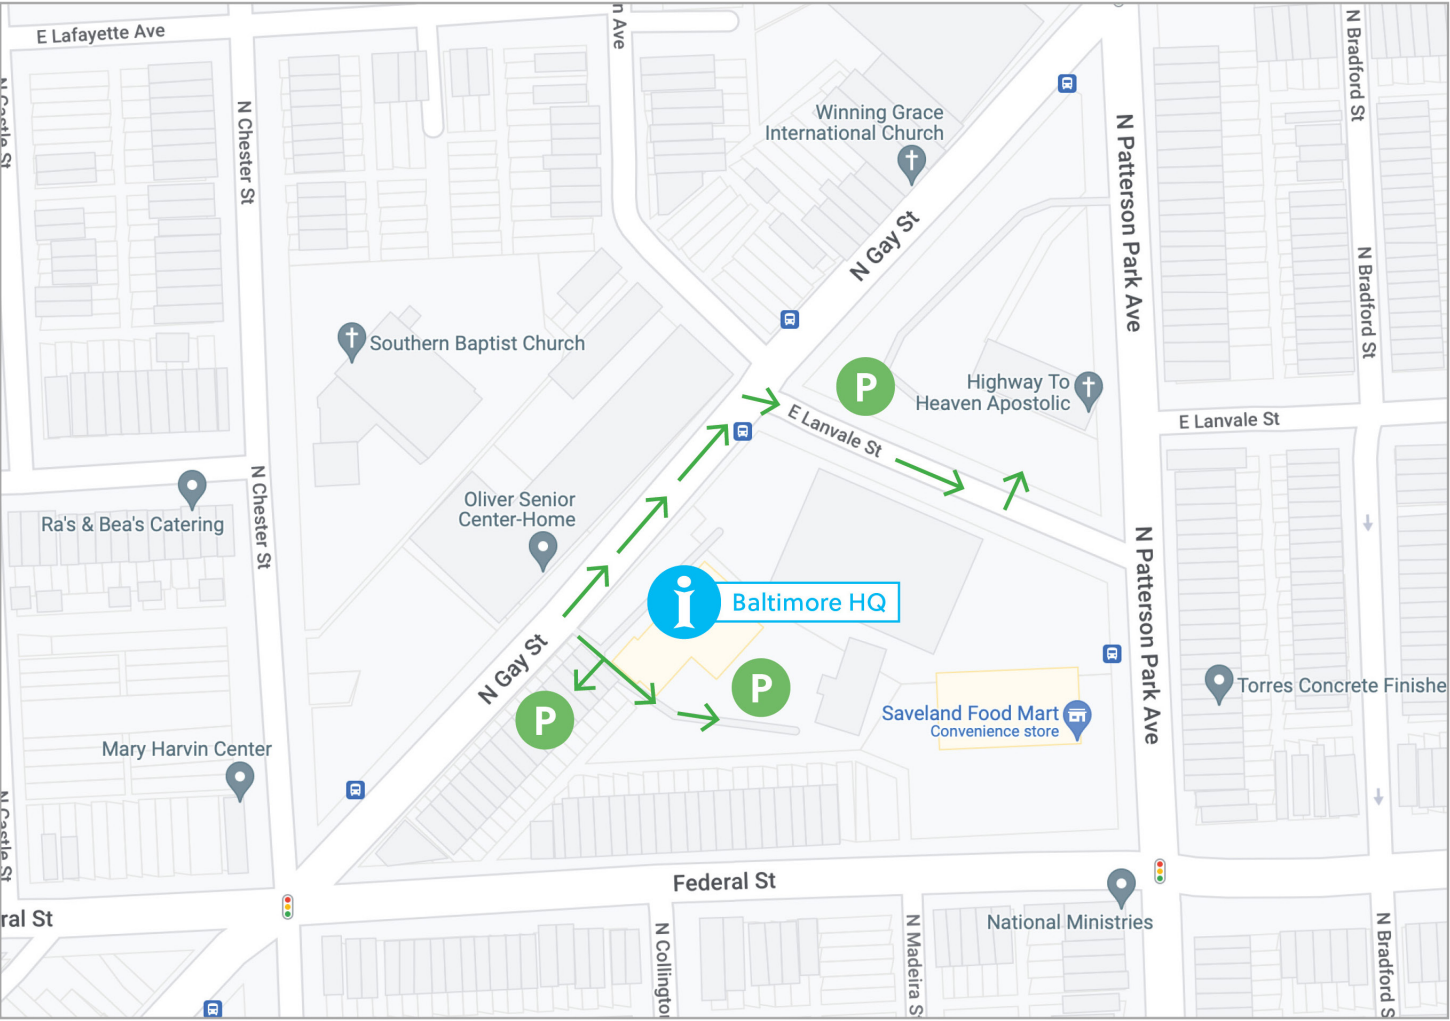 E Lafayette Ave
n Ave
N Bradford St
N Castle St
N Chester St
Winning Grace
International Church
N Patterson Park Ave
N Gay St
N Bradford St
Southern Baptist Church
P
Highway To
Heaven Apostolic
E Lanvale St
E Lanvale St
N Chester St
Oliver Senior
Center-Home
Ra's & Bea's Catering
i
Baltimore HQ
N Patterson Park Ave
N Gay St
P
P
Torres Concrete Finishe
Saveland Food Mart
Convenience store
Mary Harvin Center
N Castle St
Federal St
ral St
National Ministries
N Collington
N Madeira S
N Bradford S